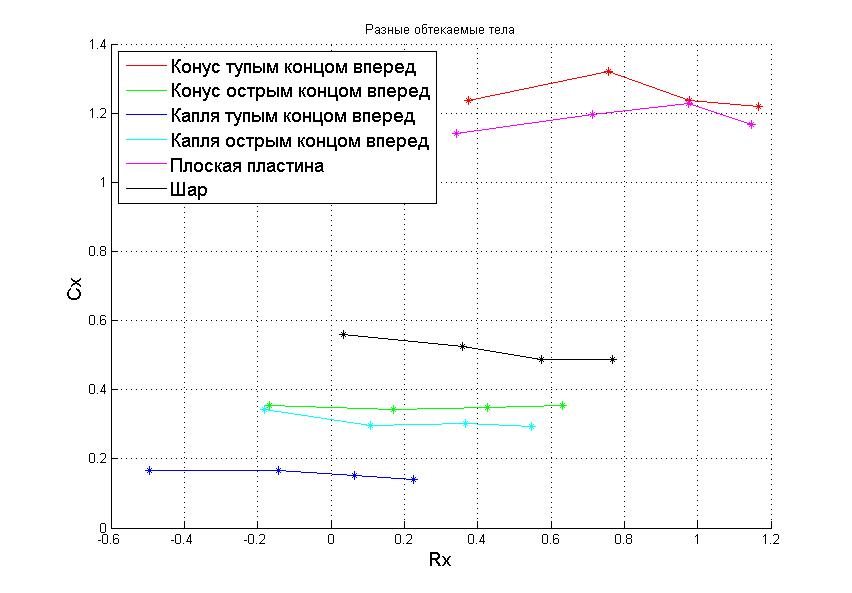 Разные обтекаемые тела
1.4
Конус тупым концом вперед
Конус острым концом вперед
Капля тупым концом вперед
Капля острым концом вперед
Плоская пластина
Шар
1.2
1
0.8
0.6
0.4
0.2
0
Cx
-0.6 -0.4 -0.2 0 0.2 0.4 0.6 0.8 1 1.2
Rx